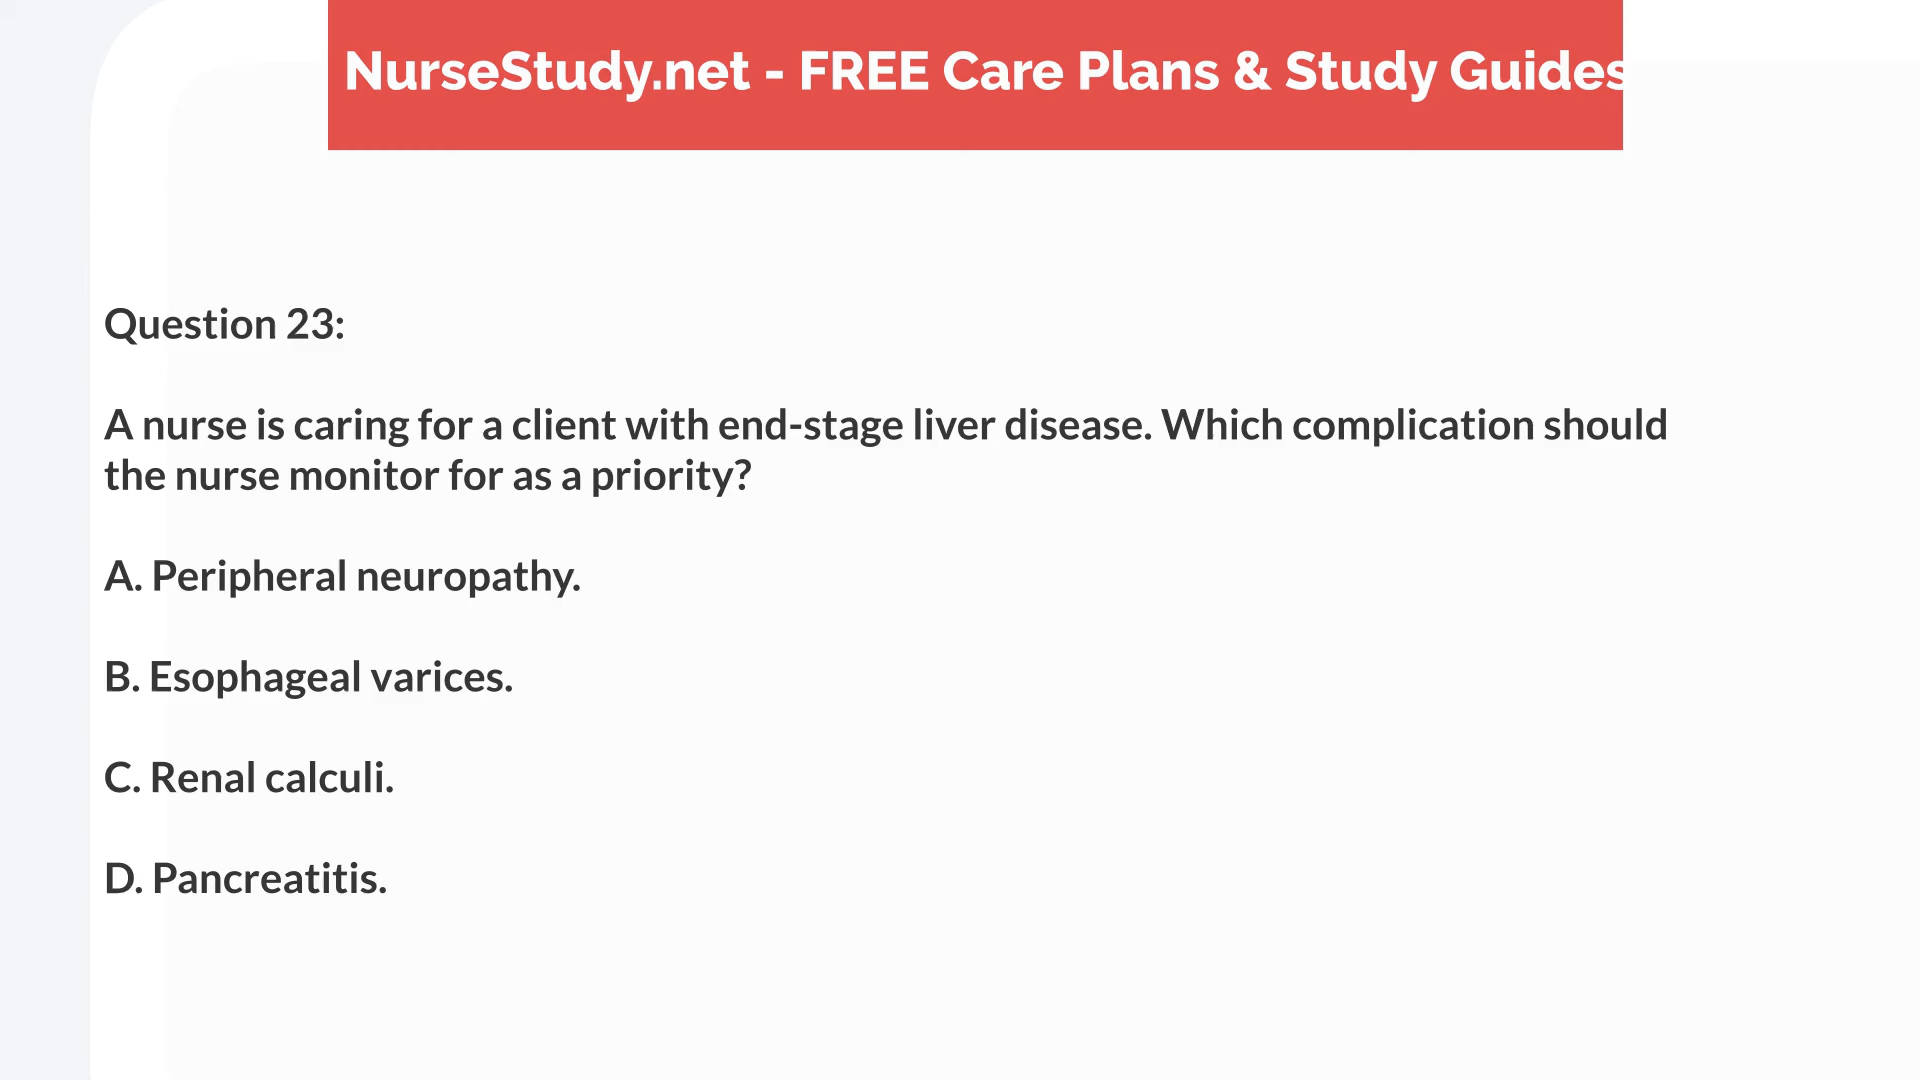 NurseStudy.net - FREE Care Plans & Study Guides
Question 23:
A nurse is caring for a client with end-stage liver disease. Which complication should
the nurse monitor for as a priority?
A. Peripheral neuropathy.
B. Esophageal varices.
C. Renal calculi.
D. Pancreatitis.